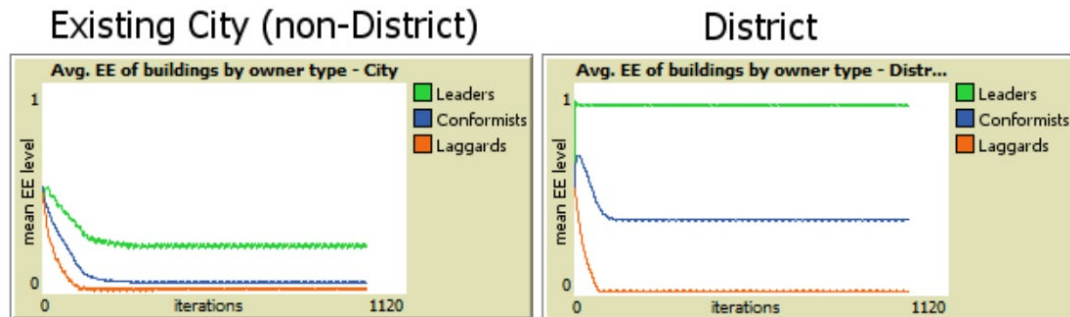 Existing City (non-District)
Avg. EE of buildings by owner type - City
1
mean EE level
0
0
iterations
1120
Leaders
Conformists
Laggards
District
Avg. EE of buildings by owner type - Distr...
1
mean EE level
0
0
iterations
1120
Leaders
Conformists
Laggards